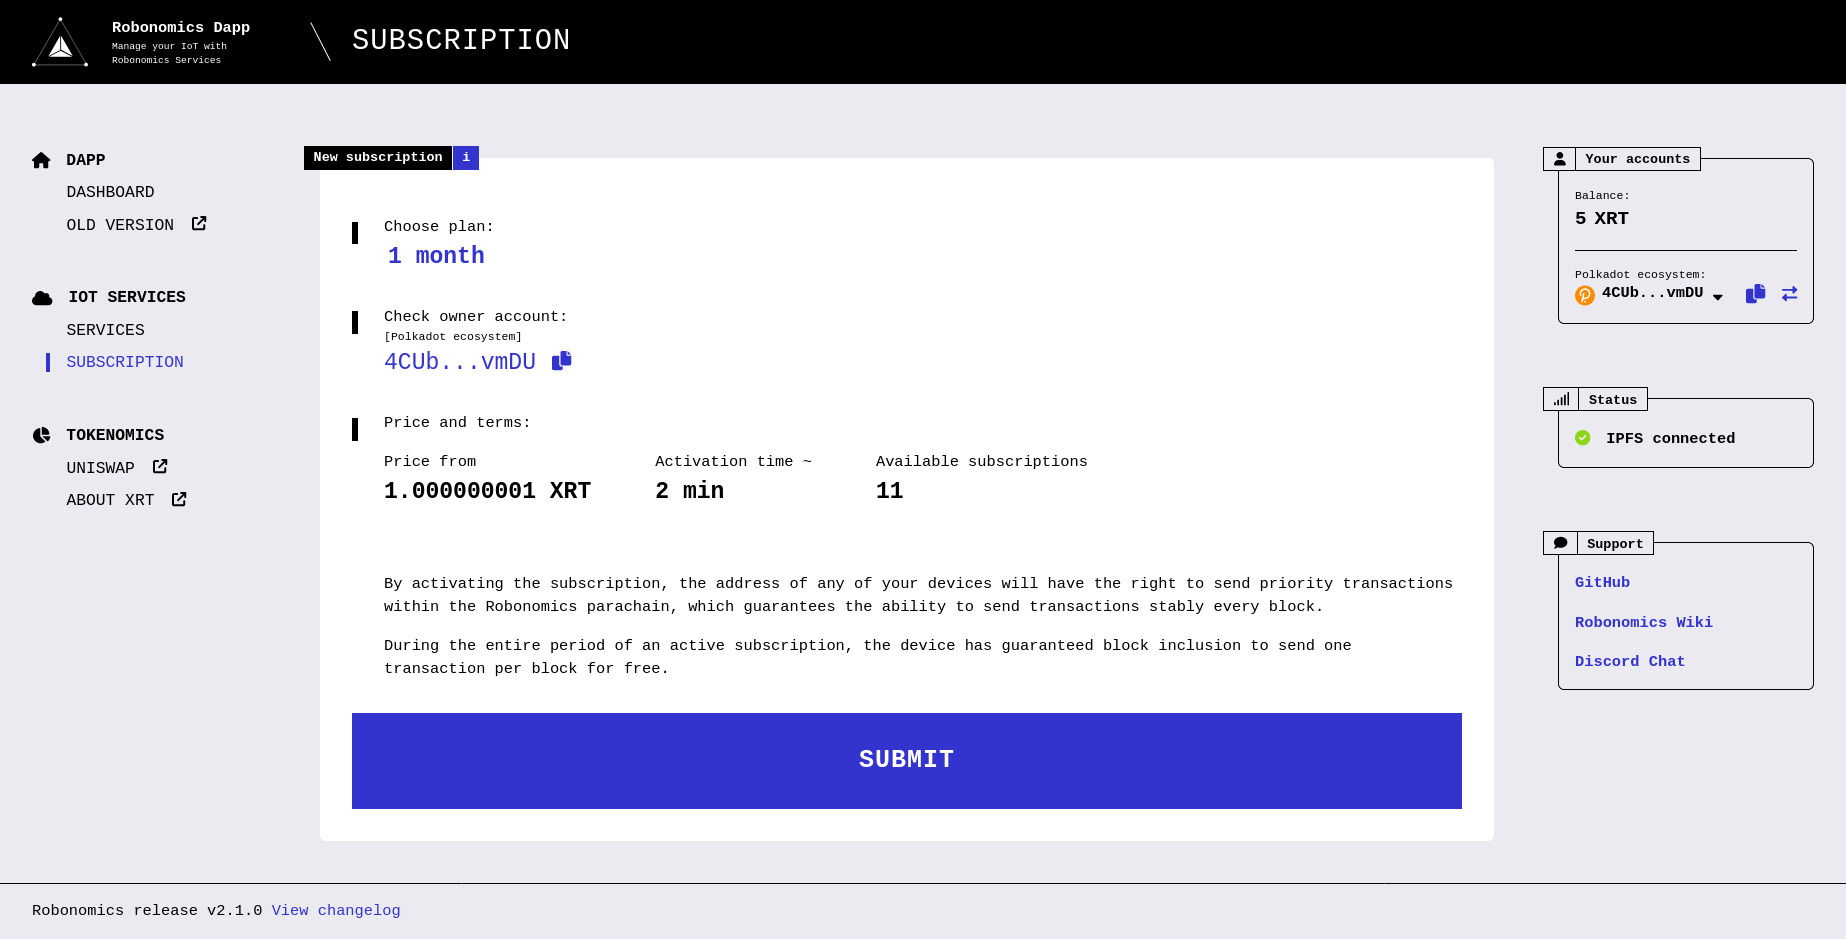 Robonomics Dapp
Manage your IoT with
Robonomics Services
SUBSCRIPTION
DAPP
DASHBOARD
OLD VERSION
IOT SERVICES
SERVICES
SUBSCRIPTION
TOKENOMICS
UNISWAP
ABOUT XRT
New subscription i
Choose plan:
1 month
Check owner account:
[Polkadot ecosystem]
4CUb...vmDU
Price and terms:
Price from
1.000000001 XRT
Activation time ~
2 min
Available subscriptions
11
By activating the subscription, the address of any of your devices will have the right to send priority transactions
within the Robonomics parachain, which guarantees the ability to send transactions stably every block.
During the entire period of an active subscription, the device has guaranteed block inclusion to send one
transaction per block for free.
SUBMIT
Your accounts
Balance:
5 XRT
Polkadot ecosystem:
4CUb...vmDU
Status
IPFS connected
Support
GitHub
Robonomics Wiki
Discord Chat
Robonomics release v2.1.0 View changelog